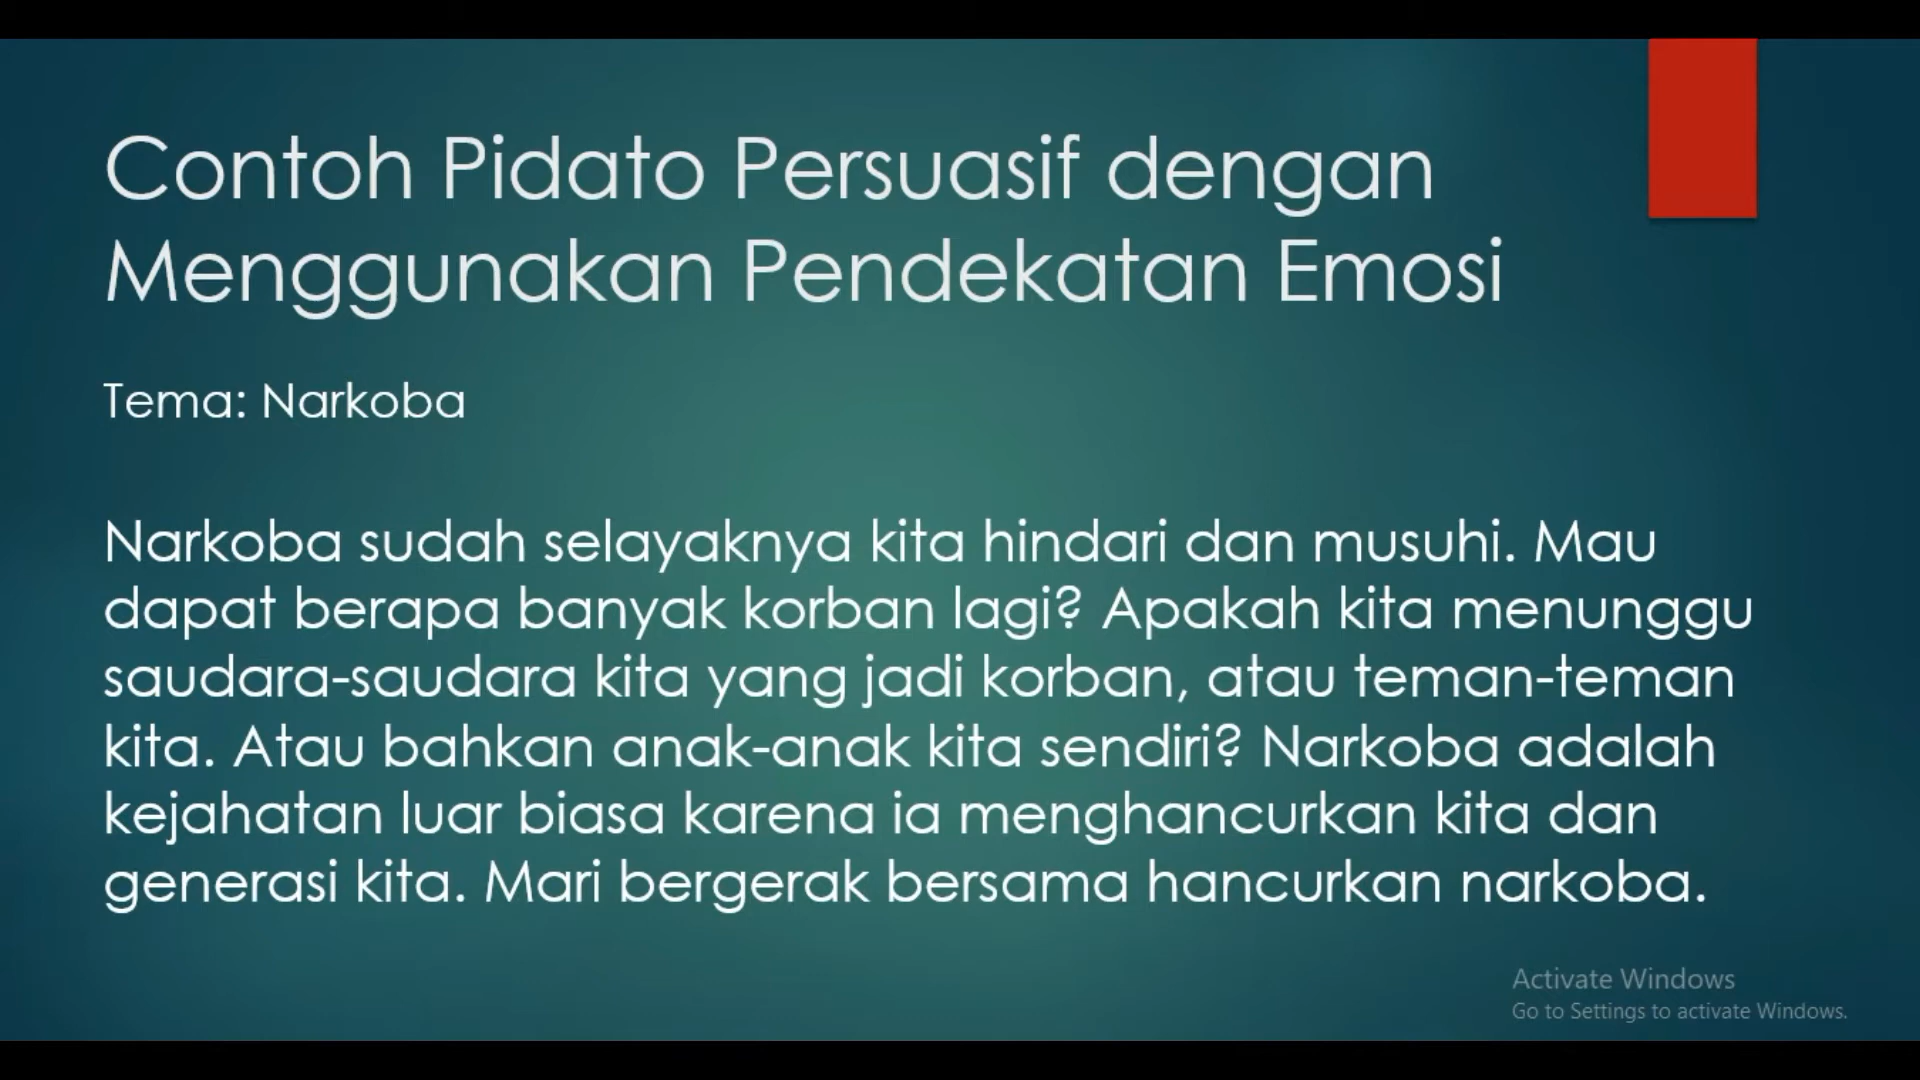 Contoh Pidato Persuasif dengan
Menggunakan Pendekatan Emosi
Tema: Narkoba
Narkoba sudah selayaknya kita hindari dan musuhi. Mau
dapat berapa banyak korban lagi? Apakah kita menunggu
saudara-saudara kita yang jadi korban, atau teman-teman
kita. Atau bahkan anak-anak kita sendiri? Narkoba adalah
kejahatan luar biasa karena ia menghancurkan kita dan
generasi kita. Mari bergerak bersama hancurkan narkoba.
Activate Windows
Go to Settings to activate Windows.